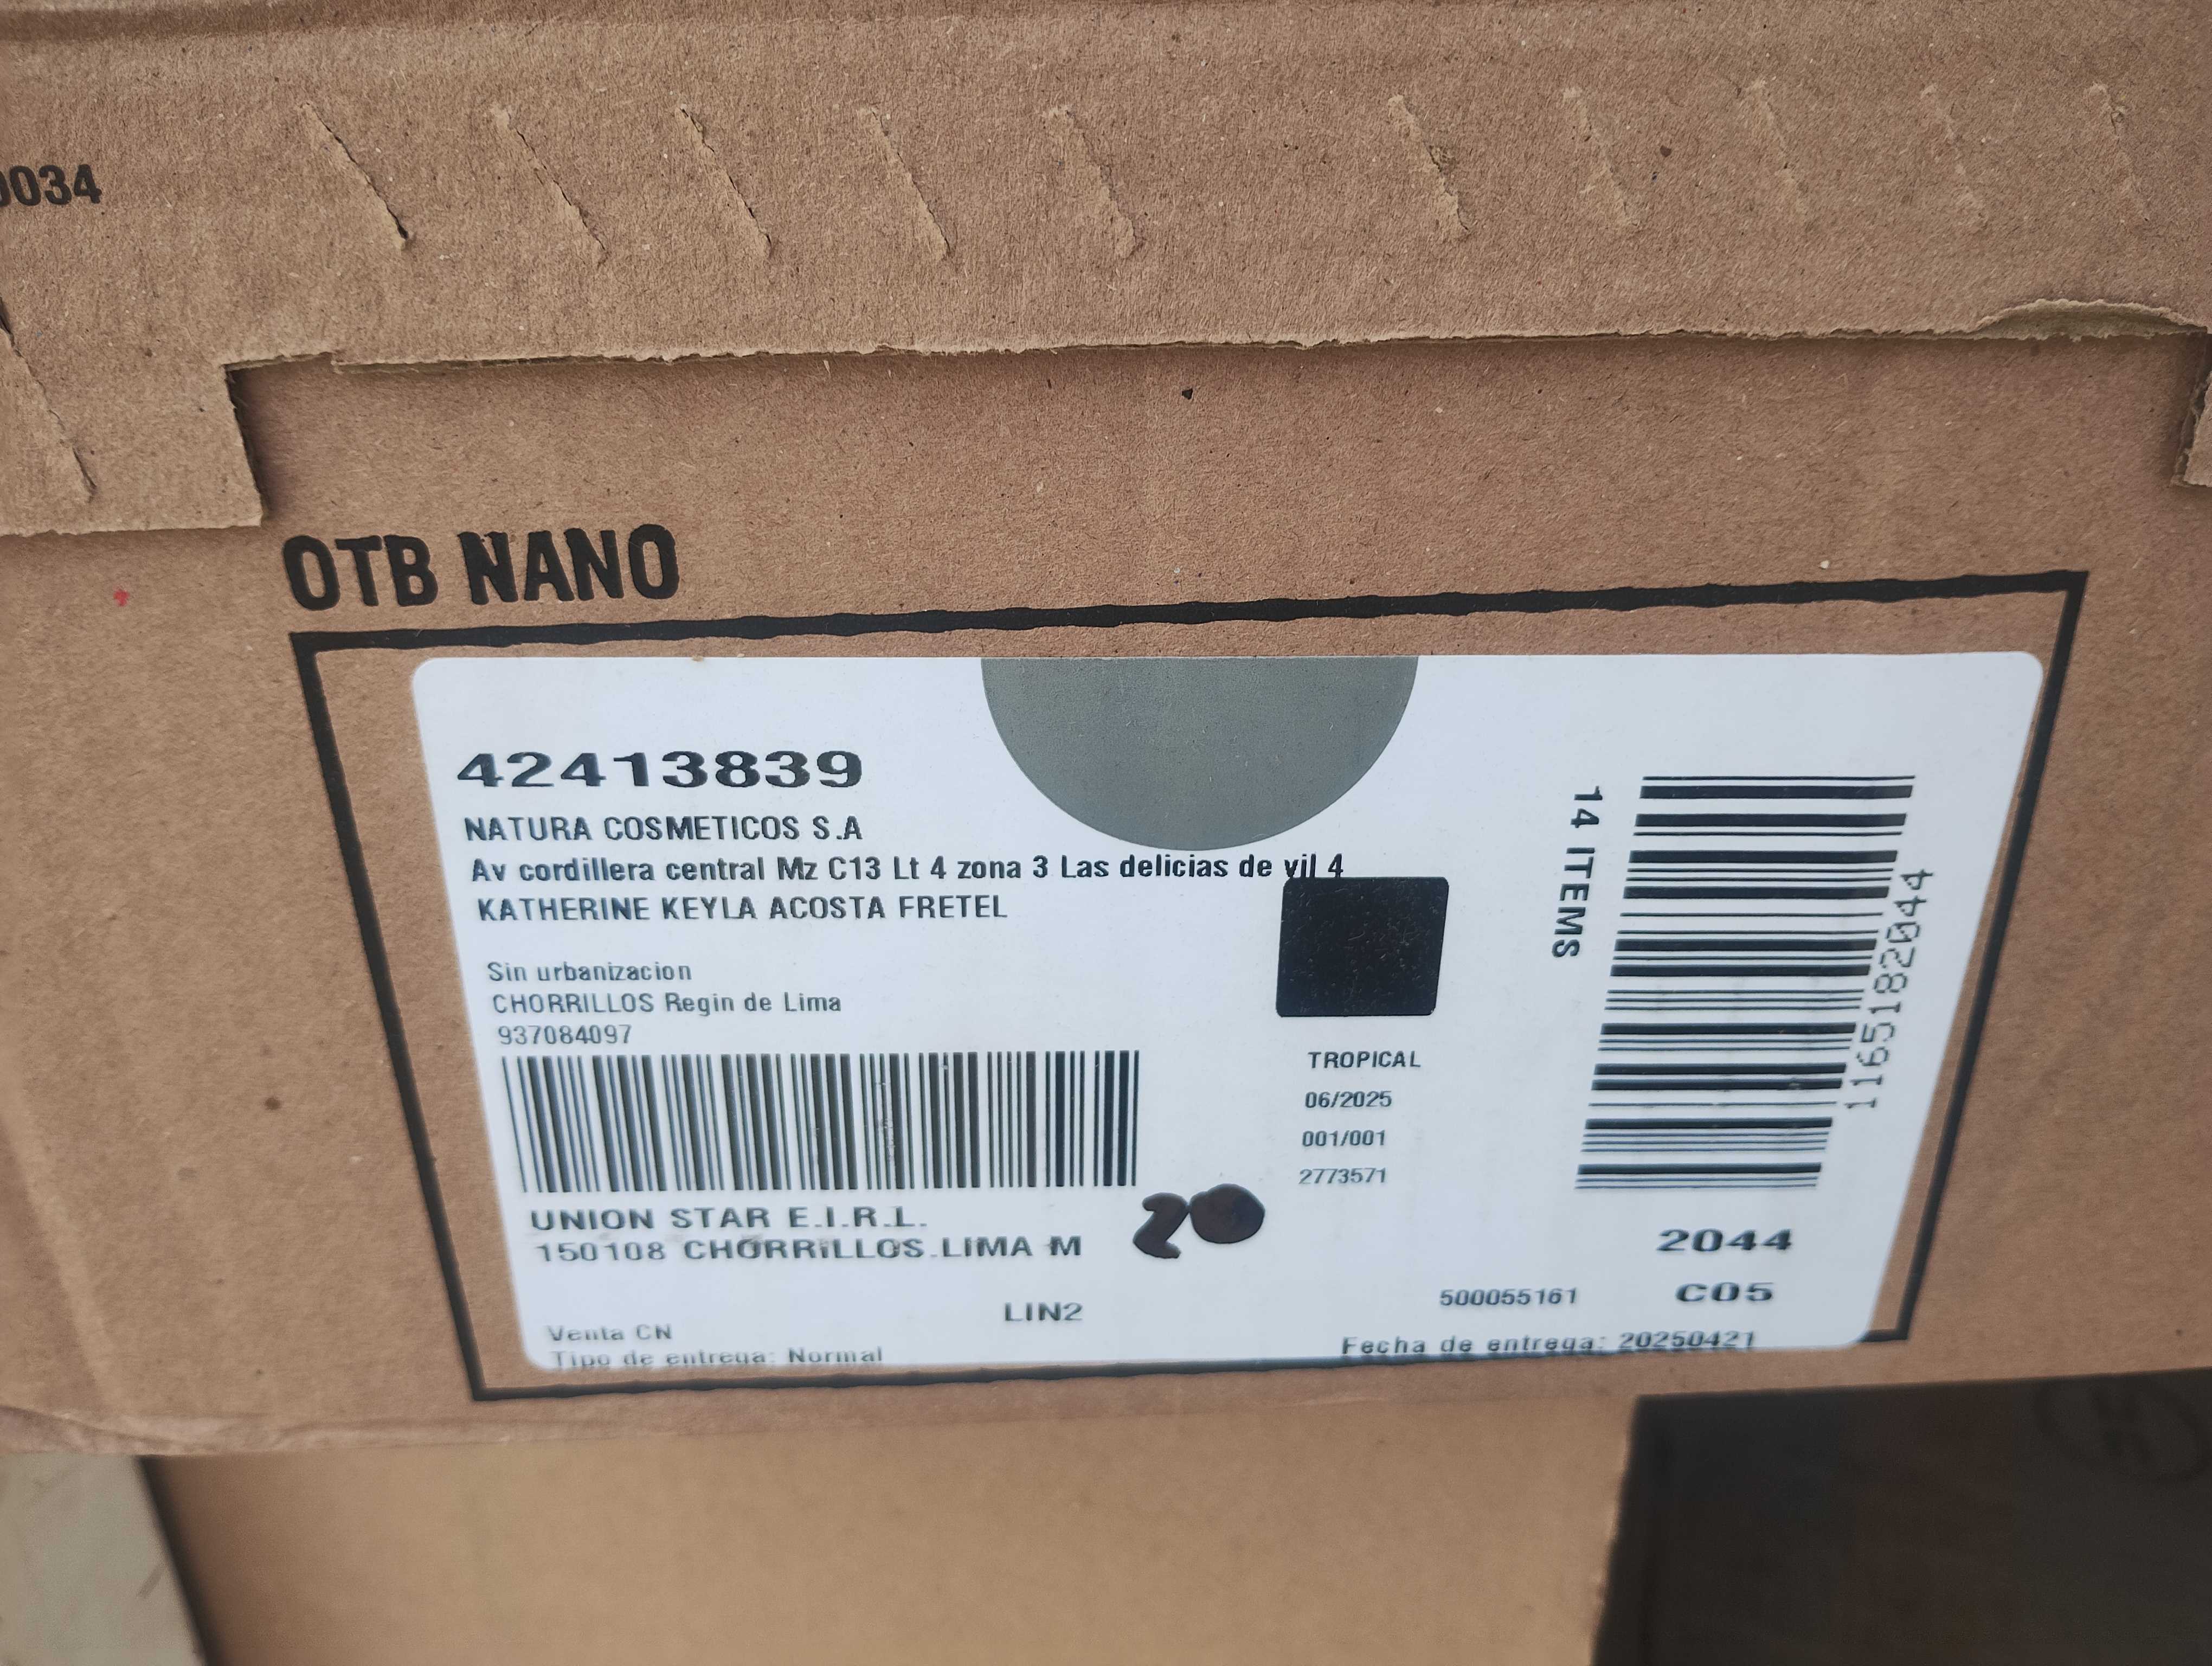 0034
OTB NANO
42413839
NATURA COSMETICOS S.A
Av cordillera central Mz C13 Lt 4 zona 3 Las delicias de vil 4
KATHERINE KEYLA ACOSTA FRETEL
Sin urbanizacion
CHORRILLOS Regin de Lima
937084097
TROPICAL
06/2025
001/001
2773571
14 ITEMS
1165182044
UNION STAR E.I.R.L.
150108 CHORRILLOS.LIMA M
20
2044
LIN2
500055161
C05
Venta CN
Tipo de entrega: Normal
Fecha de entrega: 20250421